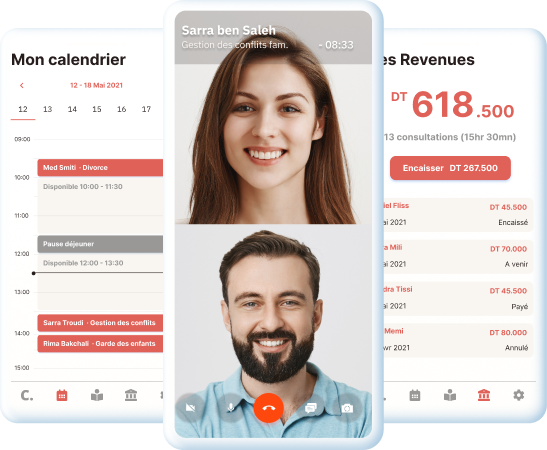 Mon calendrier
12 - 18 Mai 2021
12 13 14 15 16 17
09:00
Med Smiti · Divorce
10:00
Disponible 10:00 - 11:30
11:00
Pause déjeuner
12:00
Disponible 12:00 - 13:30
13:00
Sarra Troudi · Gestion des conflits
14:00
Rima Bakchali · Garde des enfants
15:00
C.
Sarra ben Saleh
Gestion des conflits fam. - 08:33
es Revenues
DT 618.500
13 consultations (15hr 30mn)
Encaisser DT 267.500
iel Fliss DT 45.500
ai 2021 Encaissé
a Mili DT 70.000
ai 2021 A venir
dra Tissi DT 45.500
ai 2021 Payé
Memi DT 80.000
vr 2021 Annulé